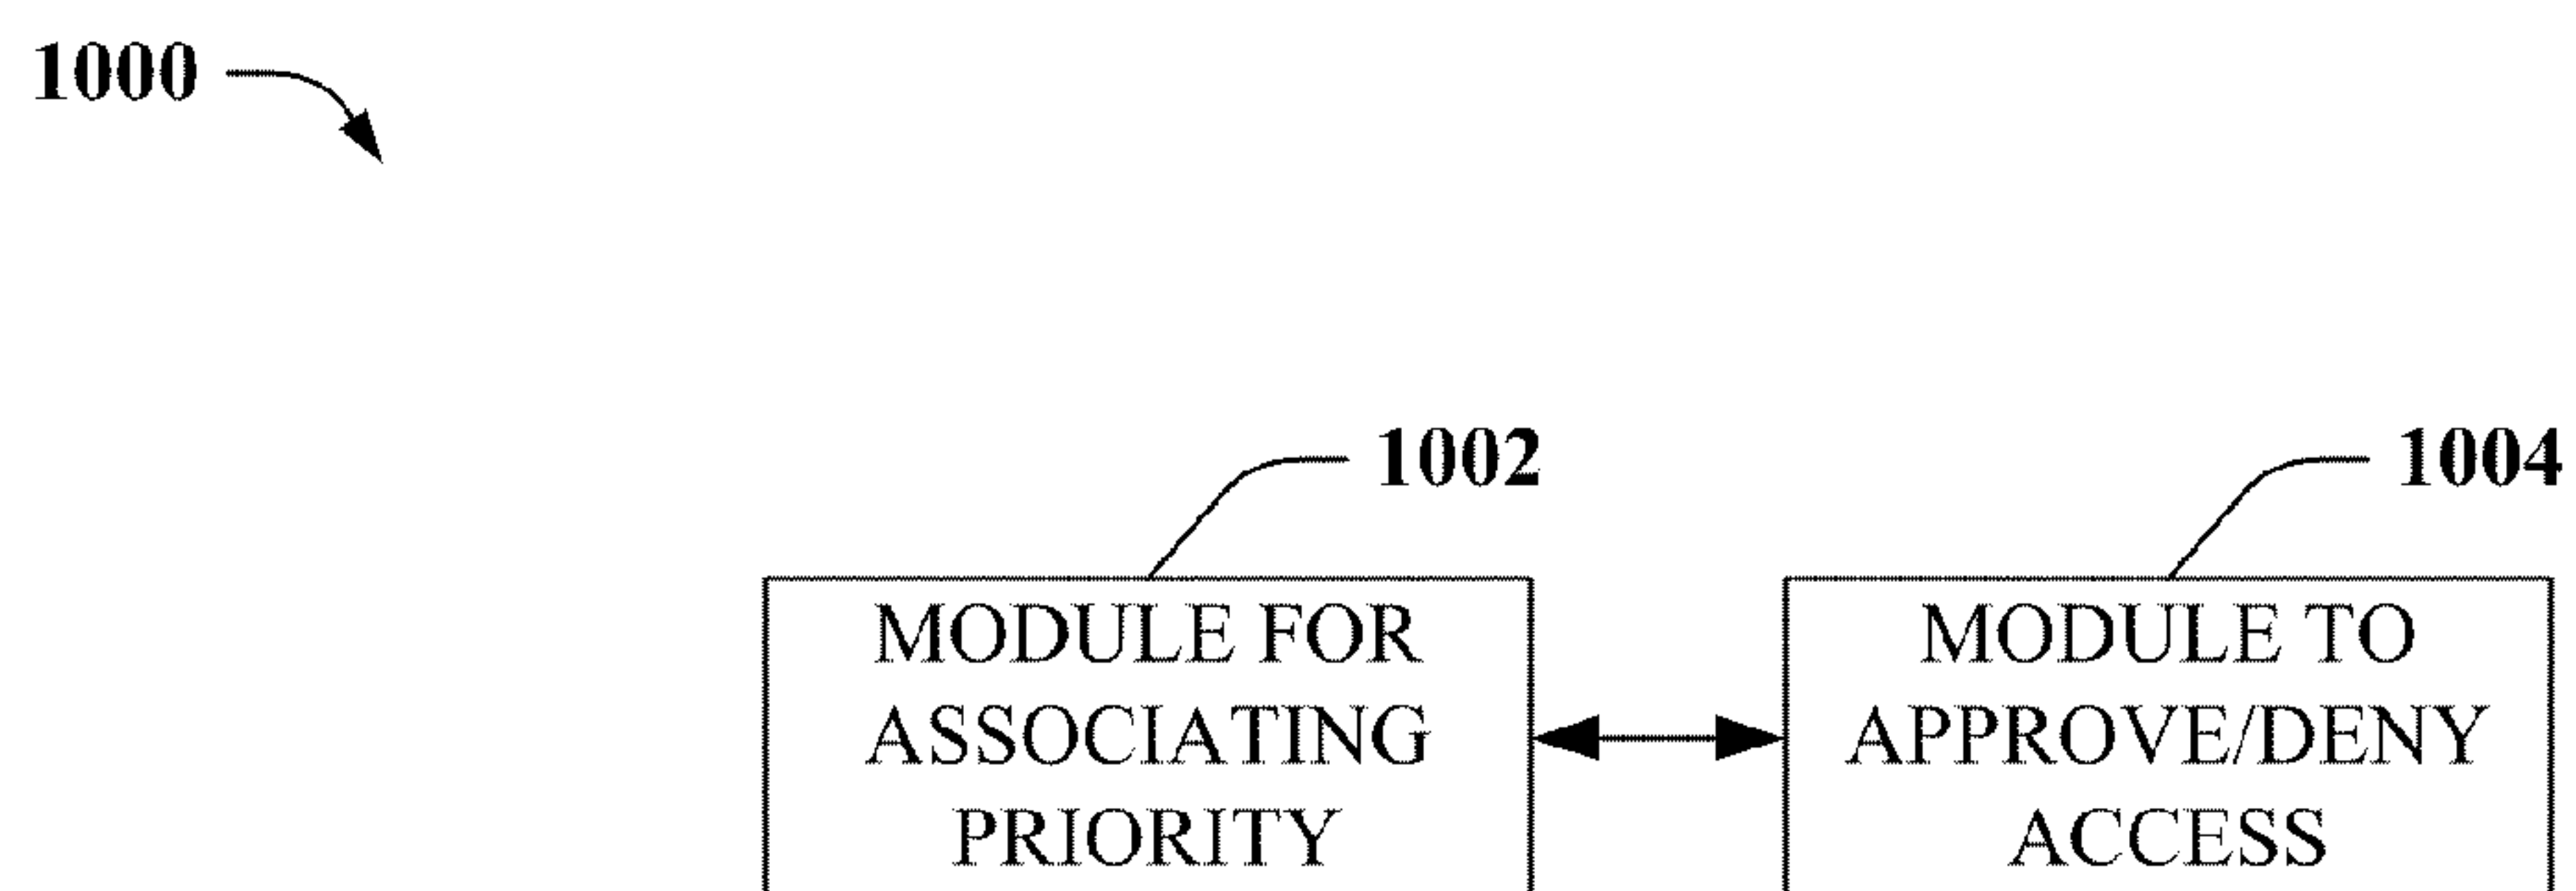 1000
1002
1004
MODULE FOR
ASSOCIATING
PRIORITY
MODULE TO
APPROVE/DENY
ACCESS